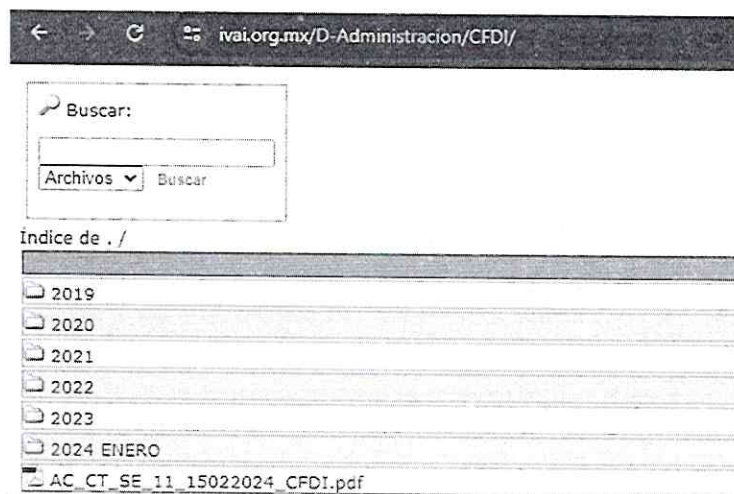 ivai.org.mx/D-Administracion/CFDI/
Buscar:
Archivos
Buscar
Índice de . /
2019
2020
2021
2022
2023
2024 ENERO
AC_CT_SE_11_15022024_CFDI.pdf